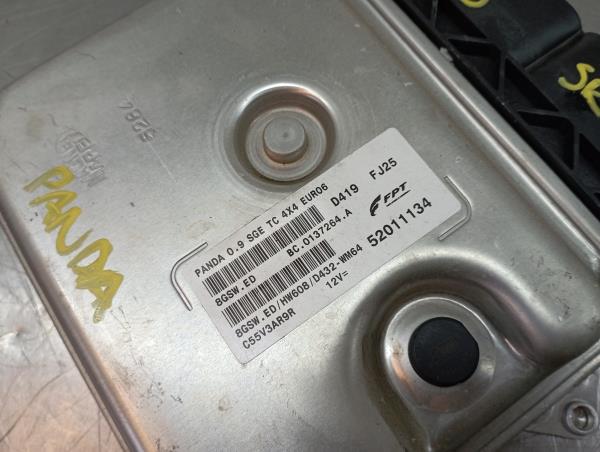 PANDA 0.9 SGE TC 4X4 EURO6
D419 FJ25
8GSW.ED BC.0137264.A
FPT
8GSW.ED/HW608/D432-WM64 52011134
C55V3AR9R 12V=
PANDA